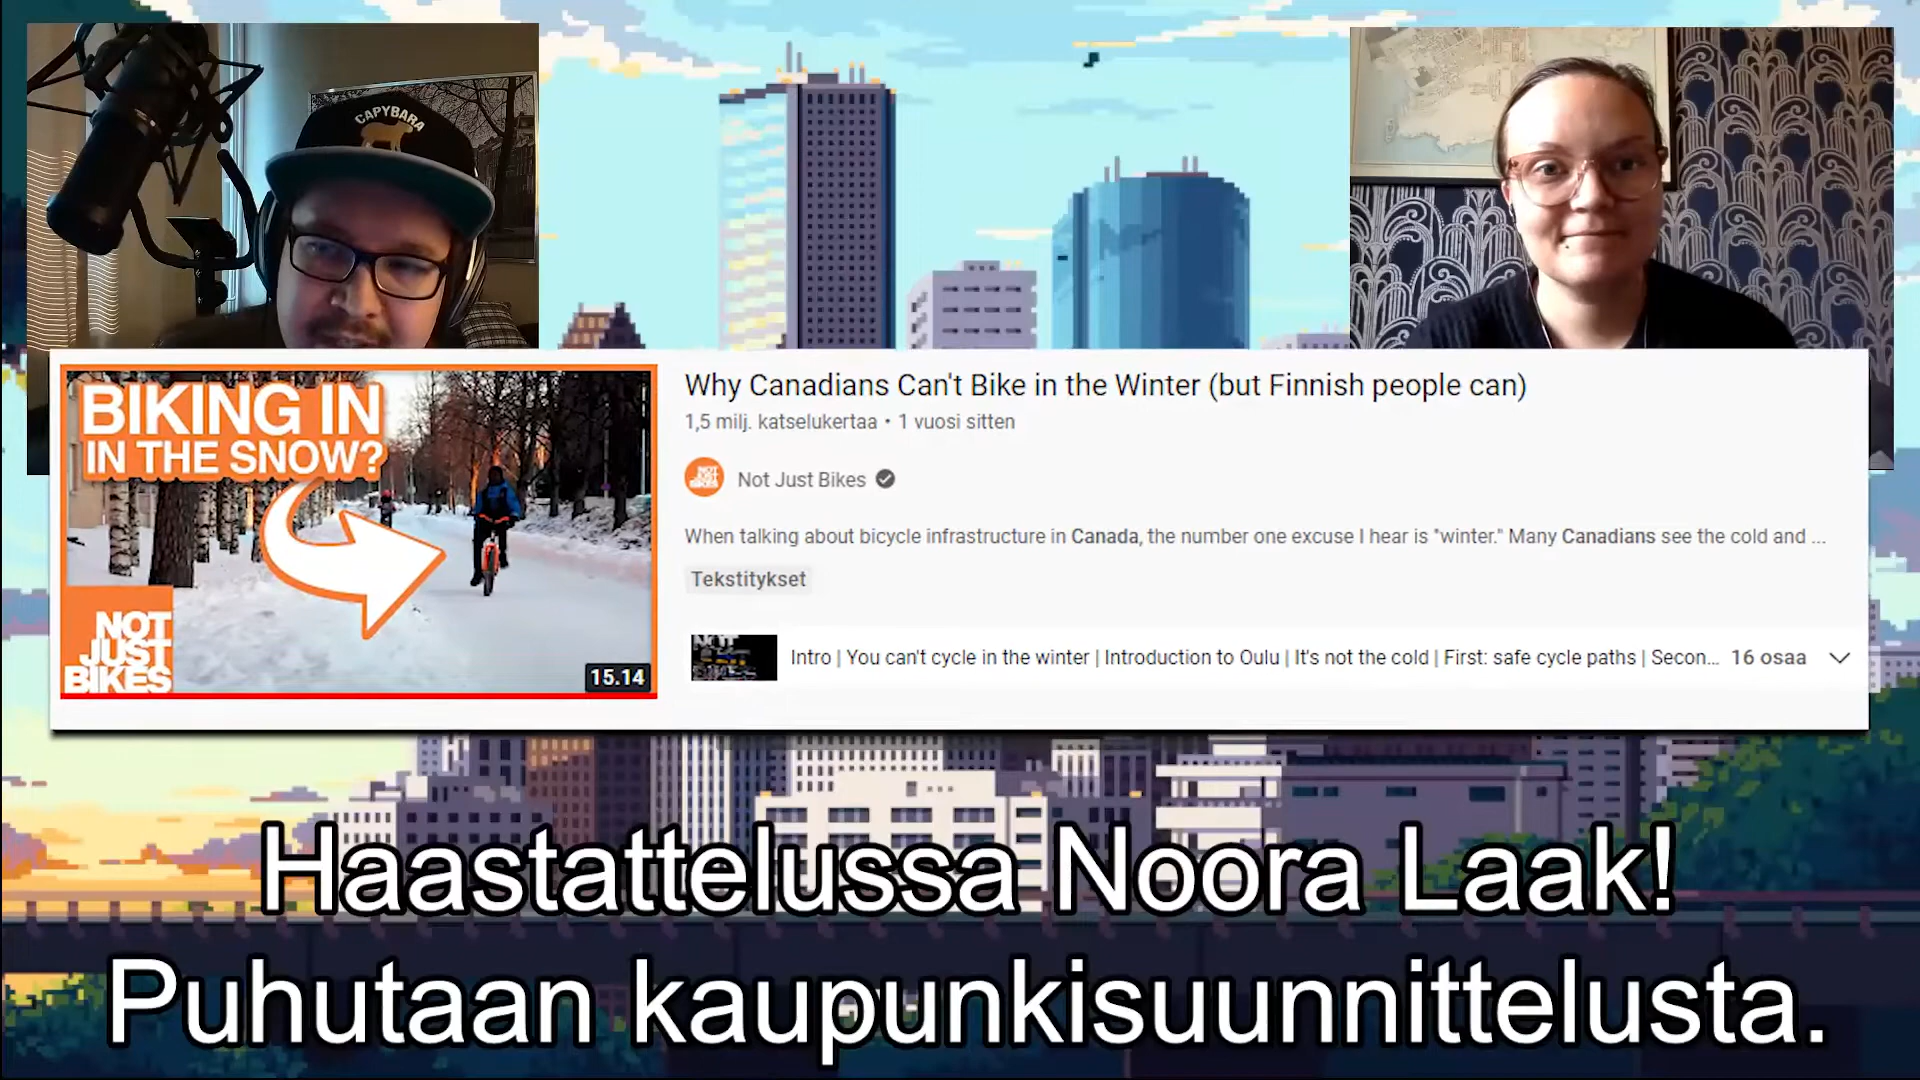 CAPYBARA
BIKING IN
IN THE SNOW?
NOT
JUST
BIKES
15.14
Why Canadians Can't Bike in the Winter (but Finnish people can)
1,5 milj. katselukertaa • 1 vuosi sitten
NOT
JUST
BIKES
Not Just Bikes
When talking about bicycle infrastructure in Canada, the number one excuse I hear is "winter." Many Canadians see the cold and ...
Tekstitykset
Intro | You can't cycle in the winter | Introduction to Oulu | It's not the cold | First: safe cycle paths | Secon... 16 osaa
Haastattelussa Noora Laak!
Puhutaan kaupunkisuunnittelusta.